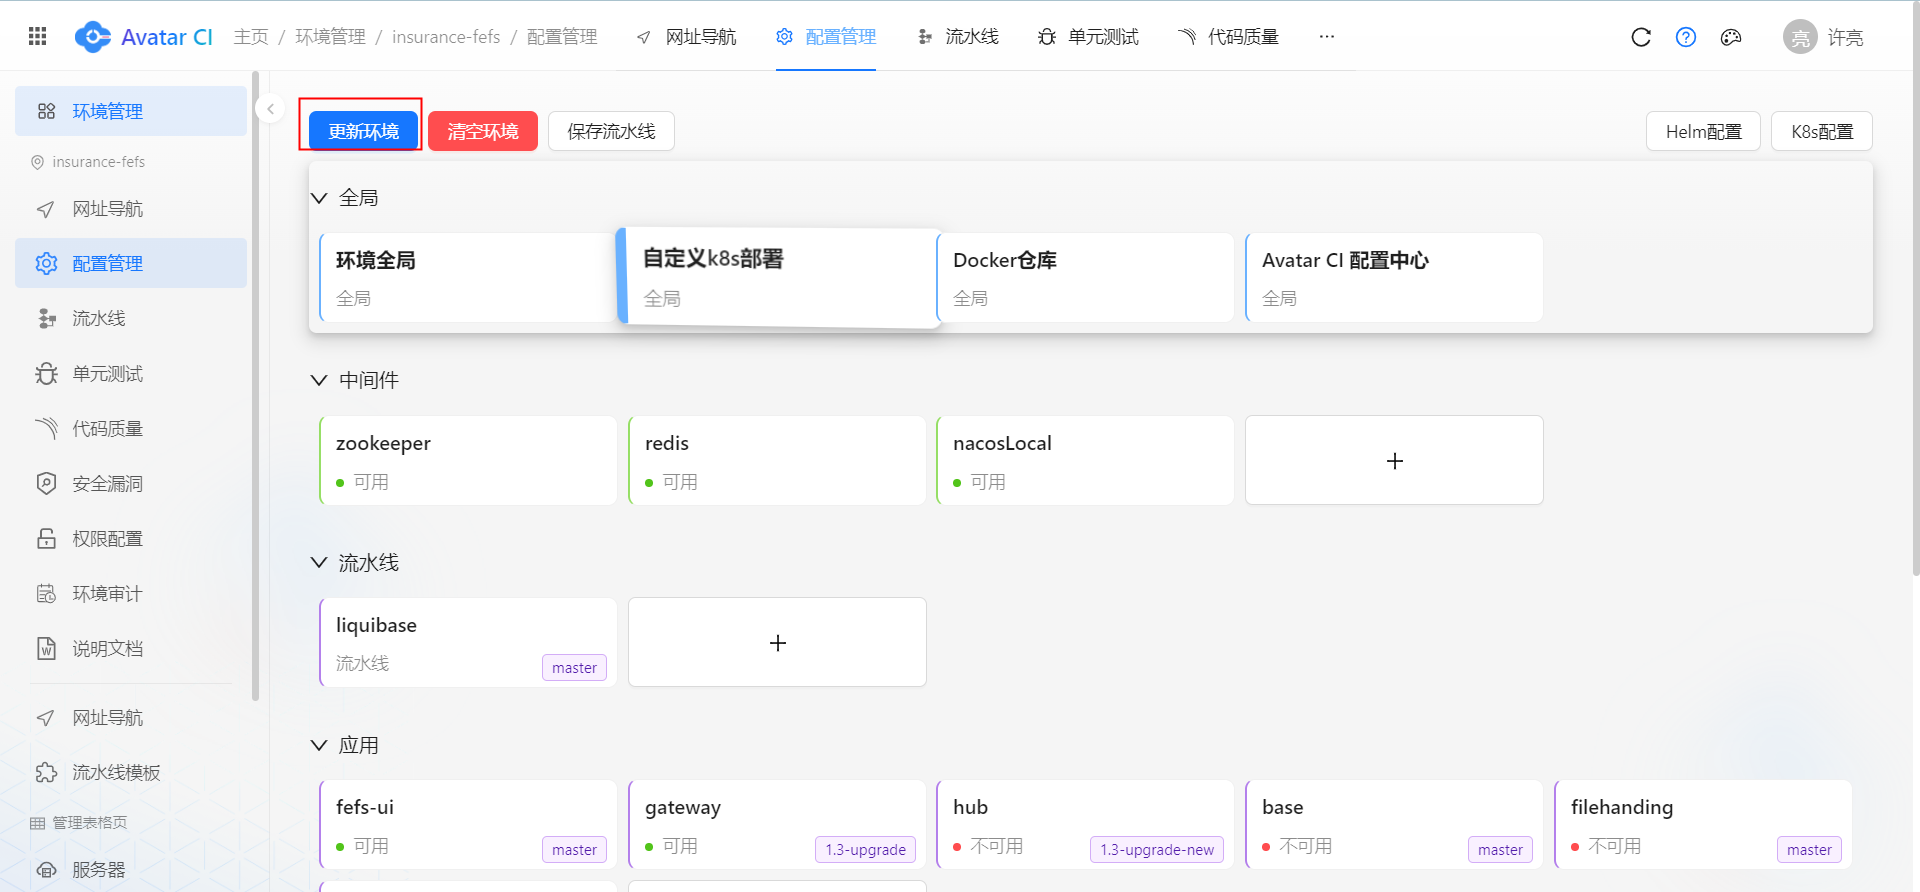 Avatar CI 主页 / 环境管理 / insurance-fefs / 配置管理 网址导航 配置管理 流水线 单元测试 代码质量 ··· 亮 许亮
环境管理
insurance-fefs
网址导航
配置管理
流水线
单元测试
代码质量
安全漏洞
权限配置
环境审计
说明文档
网址导航
流水线模板
管理表格页
服务器
更新环境 清空环境 保存流水线 Helm配置 K8s配置
全局
环境全局
全局
自定义k8s部署
全局
Docker仓库
全局
Avatar CI 配置中心
全局
中间件
zookeeper
可用
redis
可用
nacosLocal
可用
+
流水线
liquibase
流水线 master
+
应用
fefs-ui
可用 master
gateway
可用 1.3-upgrade
hub
不可用 1.3-upgrade-new
base
不可用 master
filehanding
不可用 master